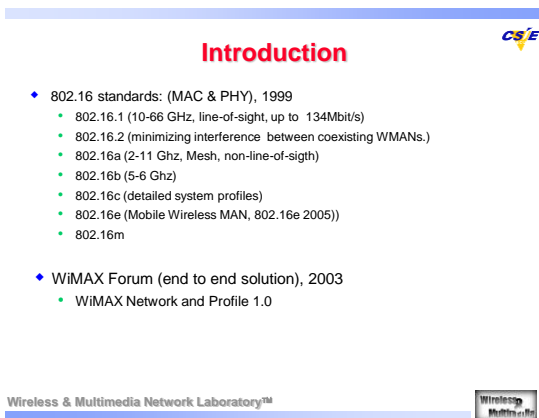 CSIE
Introduction
802.16 standards: (MAC & PHY), 1999
802.16.1 (10-66 GHz, line-of-sight, up to 134Mbit/s)
802.16.2 (minimizing interference between coexisting WMANs.)
802.16a (2-11 Ghz, Mesh, non-line-of-sigth)
802.16b (5-6 Ghz)
802.16c (detailed system profiles)
802.16e (Mobile Wireless MAN, 802.16e 2005))
802.16m
WiMAX Forum (end to end solution), 2003
WiMAX Network and Profile 1.0
Wireless & Multimedia Network Laboratory™
Wireless
Multimedia